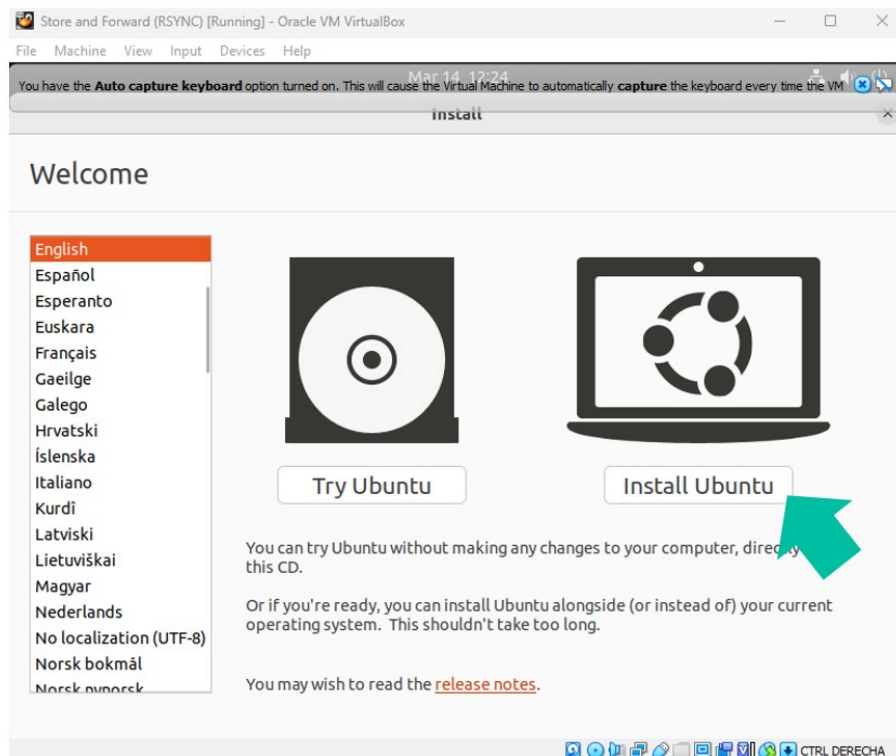 Store and Forward (RSYNC) [Running] - Oracle VM VirtualBox
File Machine View Input Devices Help
Mar 14 12:24
You have the Auto capture keyboard option turned on. This will cause the Virtual Machine to automatically capture the keyboard every time the VM
Install
Welcome
English
Español
Esperanto
Euskara
Français
Gaeilge
Galego
Hrvatski
Íslenska
Italiano
Kurdî
Latviski
Lietuviškai
Magyar
Nederlands
No localization (UTF-8)
Norsk bokmål
Norsk nynorsk
Try Ubuntu
Install Ubuntu
You can try Ubuntu without making any changes to your computer,
this CD.
Or if you're ready, you can install Ubuntu alongside (or instead of) your current
operating system. This shouldn't take too long.
You may wish to read the release notes.
CTRL DERECHA